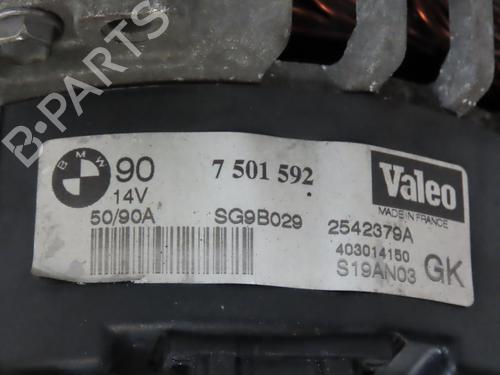 B-PARTS
BMW
90
7 501 592
Valeo
MADE IN FRANCE
14V
50/90A
SG9B029
2542379A
403014150
S19AN03
GK